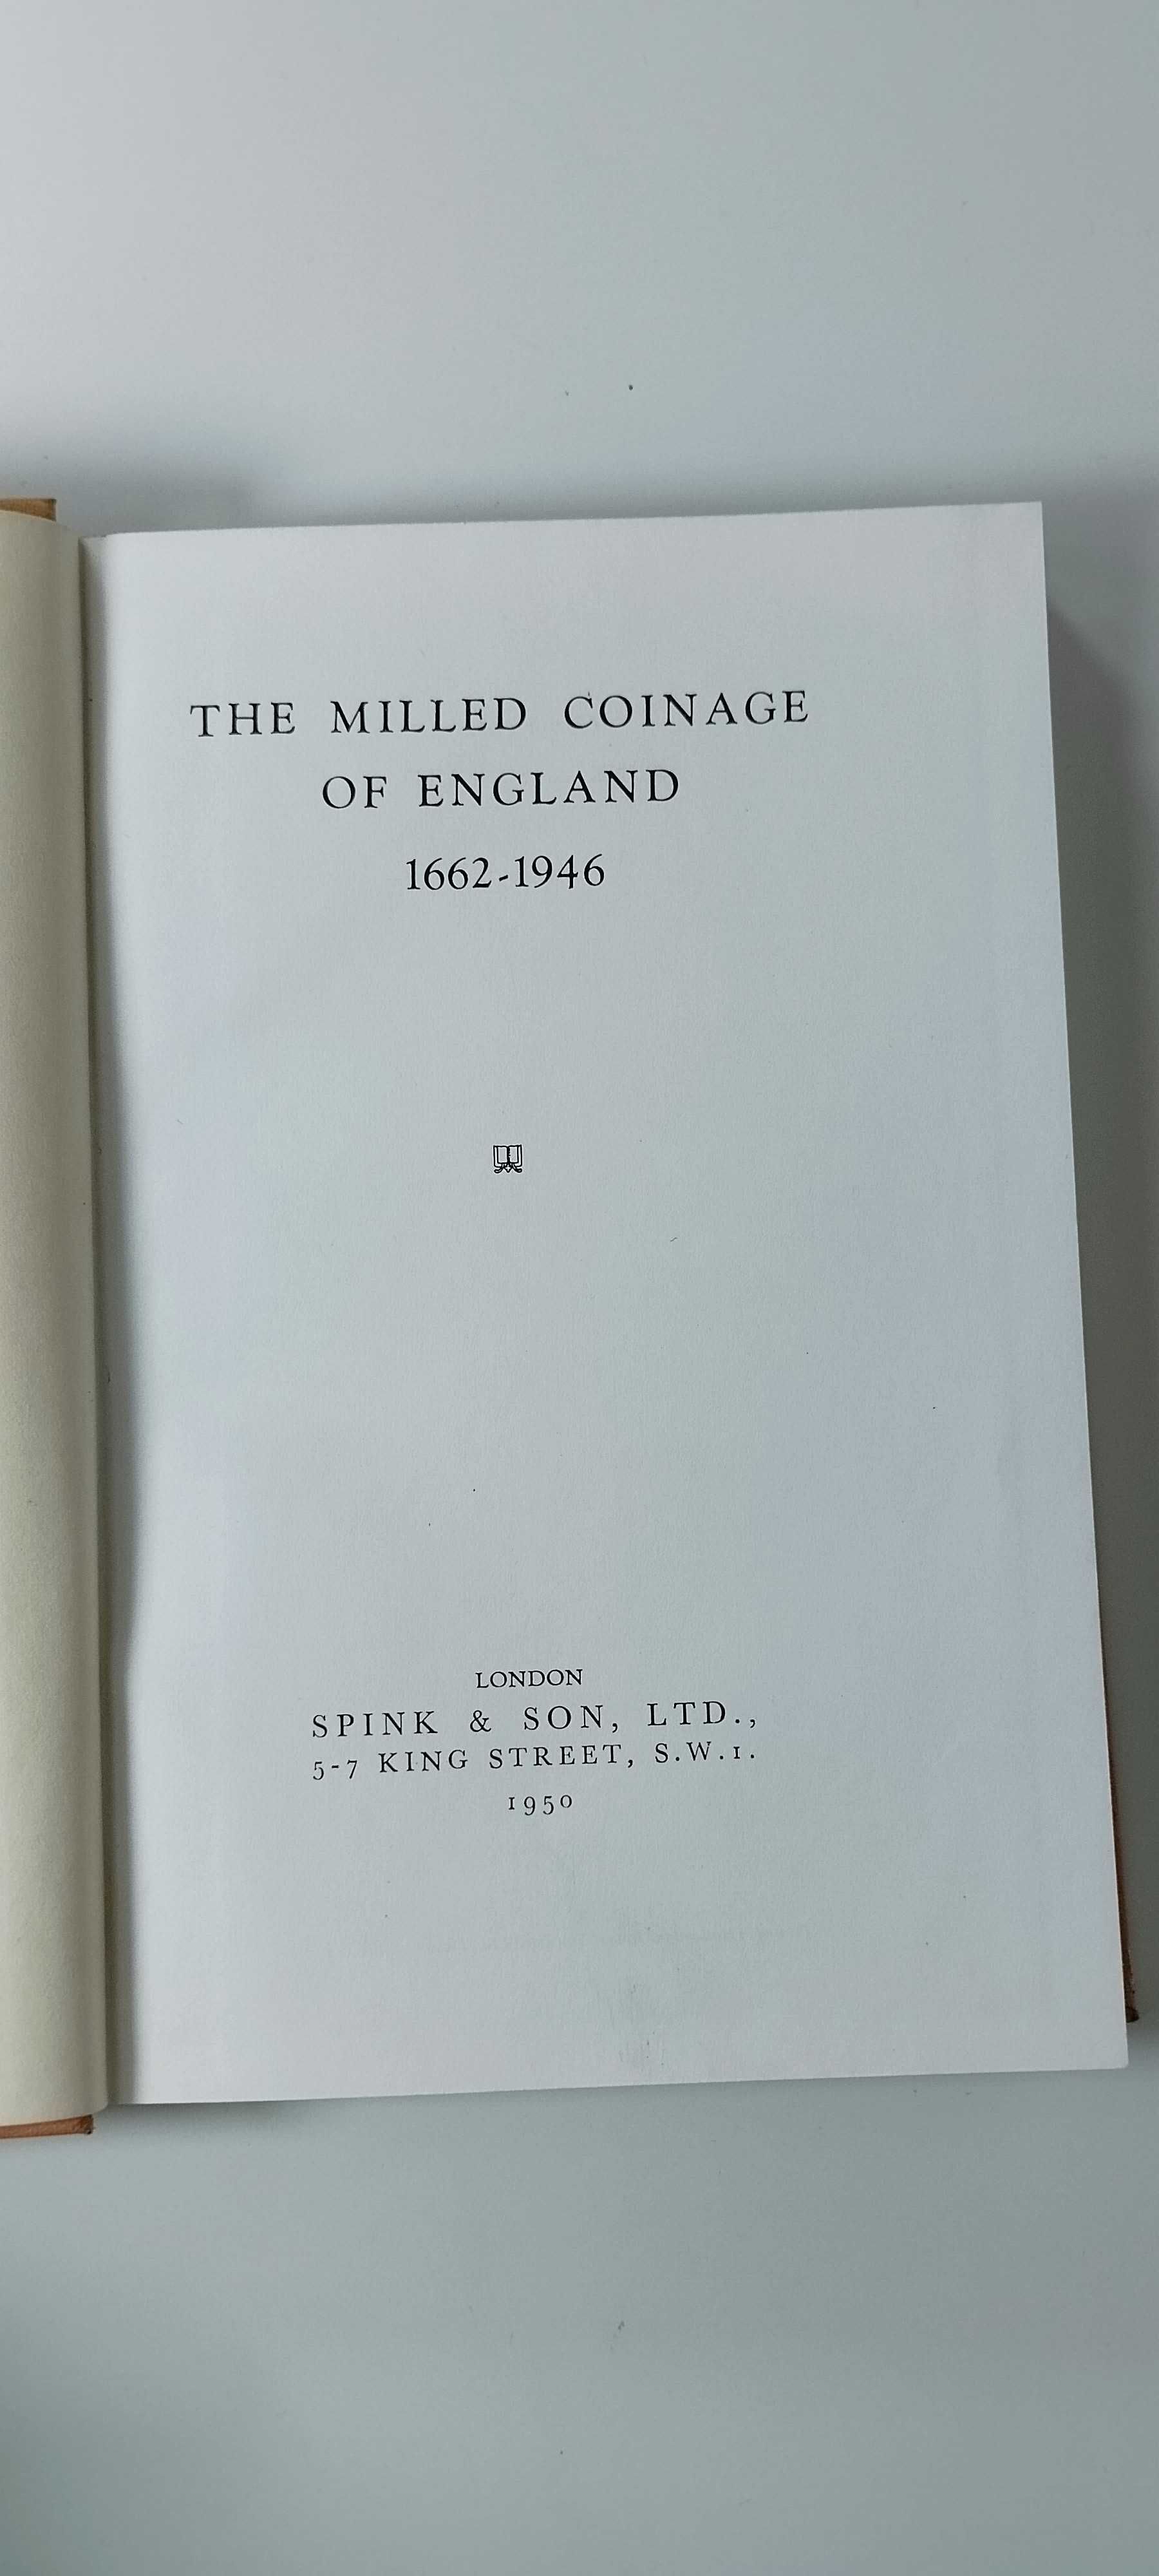 THE MILLED COINAGE
OF ENGLAND
1662-1946
LONDON
SPINK & SON, LTD.,
5-7 KING STREET, S.W.1.
1950